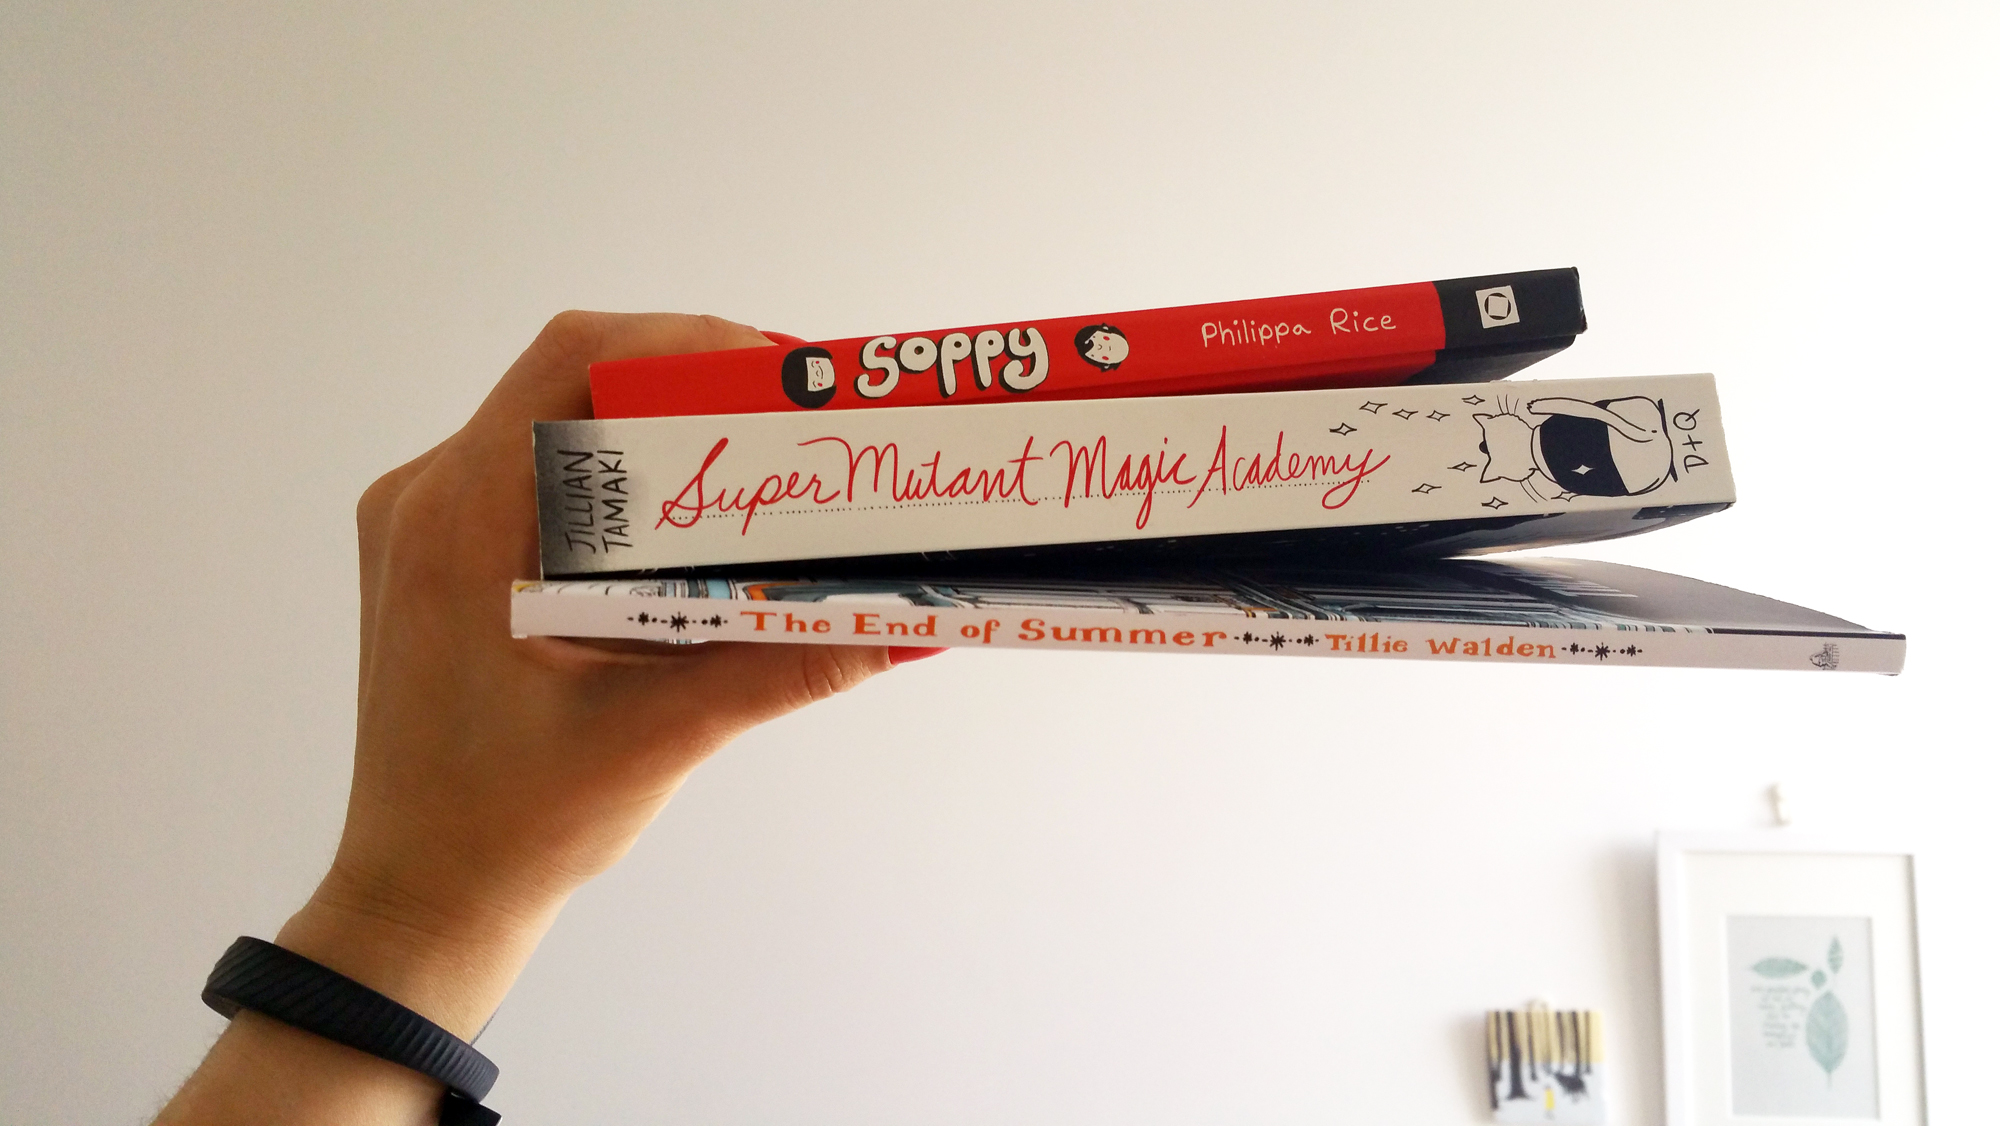 Soppy Philippa Rice
JILLIAN
TAMAKI
Super Mutant Magic Academy
D+Q
The End of Summer Tillie Walden